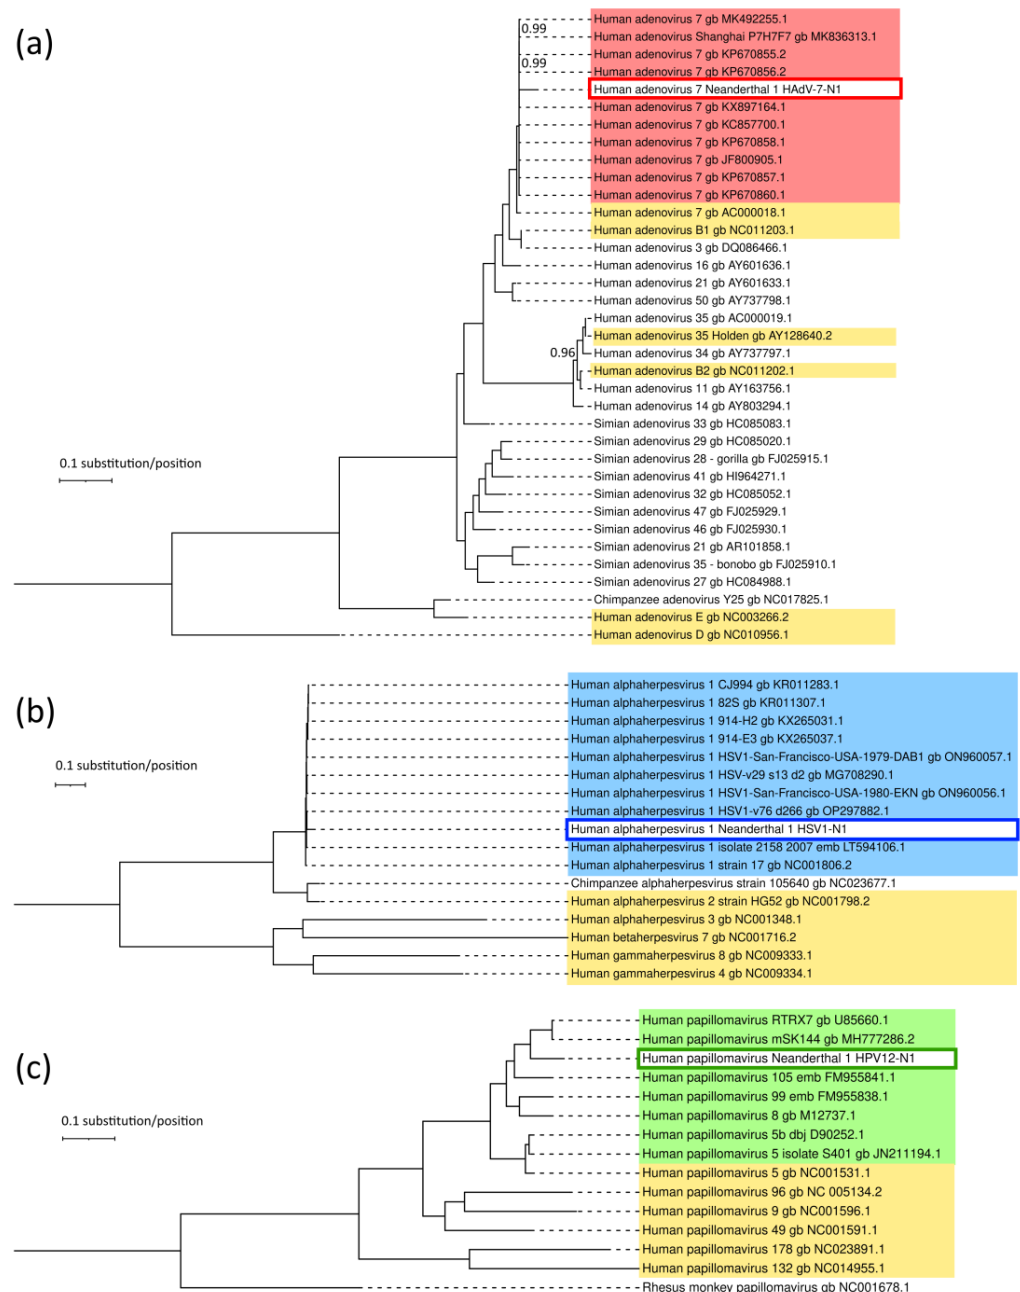 (a)
0.99
0.99
0.96
0.1 substitution/position
Human adenovirus 7 gb MK492255.1
Human adenovirus Shanghai P7H7F7 gb MK836313.1
Human adenovirus 7 gb KP670855.2
Human adenovirus 7 gb KP670856.2
Human adenovirus 7 Neanderthal 1 HAdV-7-N1
Human adenovirus 7 gb KX897164.1
Human adenovirus 7 gb KC857700.1
Human adenovirus 7 gb KP670858.1
Human adenovirus 7 gb JF800905.1
Human adenovirus 7 gb KP670857.1
Human adenovirus 7 gb KP670860.1
Human adenovirus 7 gb AC000018.1
Human adenovirus B1 gb NC011203.1
Human adenovirus 3 gb DQ086466.1
Human adenovirus 16 gb AY601636.1
Human adenovirus 21 gb AY601633.1
Human adenovirus 50 gb AY737798.1
Human adenovirus 35 gb AC000019.1
Human adenovirus 35 Holden gb AY128640.2
Human adenovirus 34 gb AY737797.1
Human adenovirus B2 gb NC011202.1
Human adenovirus 11 gb AY163756.1
Human adenovirus 14 gb AY803294.1
Simian adenovirus 33 gb HC085083.1
Simian adenovirus 29 gb HC085020.1
Simian adenovirus 28 - gorilla gb FJ025915.1
Simian adenovirus 41 gb HI964271.1
Simian adenovirus 32 gb HC085052.1
Simian adenovirus 47 gb FJ025929.1
Simian adenovirus 46 gb FJ025930.1
Simian adenovirus 21 gb AR101858.1
Simian adenovirus 35 - bonobo gb FJ025910.1
Simian adenovirus 27 gb HC084988.1
Chimpanzee adenovirus Y25 gb NC017825.1
Human adenovirus E gb NC003266.2
Human adenovirus D gb NC010956.1
(b)
0.1 substitution/position
Human alphaherpesvirus 1 CJ994 gb KR011283.1
Human alphaherpesvirus 1 82S gb KR011307.1
Human alphaherpesvirus 1 914-H2 gb KX265031.1
Human alphaherpesvirus 1 914-E3 gb KX265037.1
Human alphaherpesvirus 1 HSV1-San-Francisco-USA-1979-DAB1 gb ON960057.1
Human alphaherpesvirus 1 HSV-v29 s13 d2 gb MG708290.1
Human alphaherpesvirus 1 HSV1-San-Francisco-USA-1980-EKN gb ON960056.1
Human alphaherpesvirus 1 HSV1-v76 d266 gb OP297882.1
Human alphaherpesvirus 1 Neanderthal 1 HSV1-N1
Human alphaherpesvirus 1 isolate 2158 2007 emb LT594106.1
Human alphaherpesvirus 1 strain 17 gb NC001806.2
Chimpanzee alphaherpesvirus strain 105640 gb NC023677.1
Human alphaherpesvirus 2 strain HG52 gb NC001798.2
Human alphaherpesvirus 3 gb NC001348.1
Human betaherpesvirus 7 gb NC001716.2
Human gammaherpesvirus 8 gb NC009333.1
Human gammaherpesvirus 4 gb NC009334.1
(c)
0.1 substitution/position
Human papillomavirus RTRX7 gb U85660.1
Human papillomavirus mSK144 gb MH777286.2
Human papillomavirus Neanderthal 1 HPV12-N1
Human papillomavirus 105 emb FM955841.1
Human papillomavirus 99 emb FM955838.1
Human papillomavirus 8 gb M12737.1
Human papillomavirus 5b dbj D90252.1
Human papillomavirus 5 isolate S401 gb JN211194.1
Human papillomavirus 5 gb NC001531.1
Human papillomavirus 96 gb NC 005134.2
Human papillomavirus 9 gb NC001596.1
Human papillomavirus 49 gb NC001591.1
Human papillomavirus 178 gb NC023891.1
Human papillomavirus 132 gb NC014955.1
Rhesus monkey papillomavirus gb NC001678.1